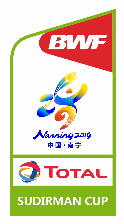 BWF
Nanning 2019
中国·南宁
TOTAL
SUDIRMAN CUP